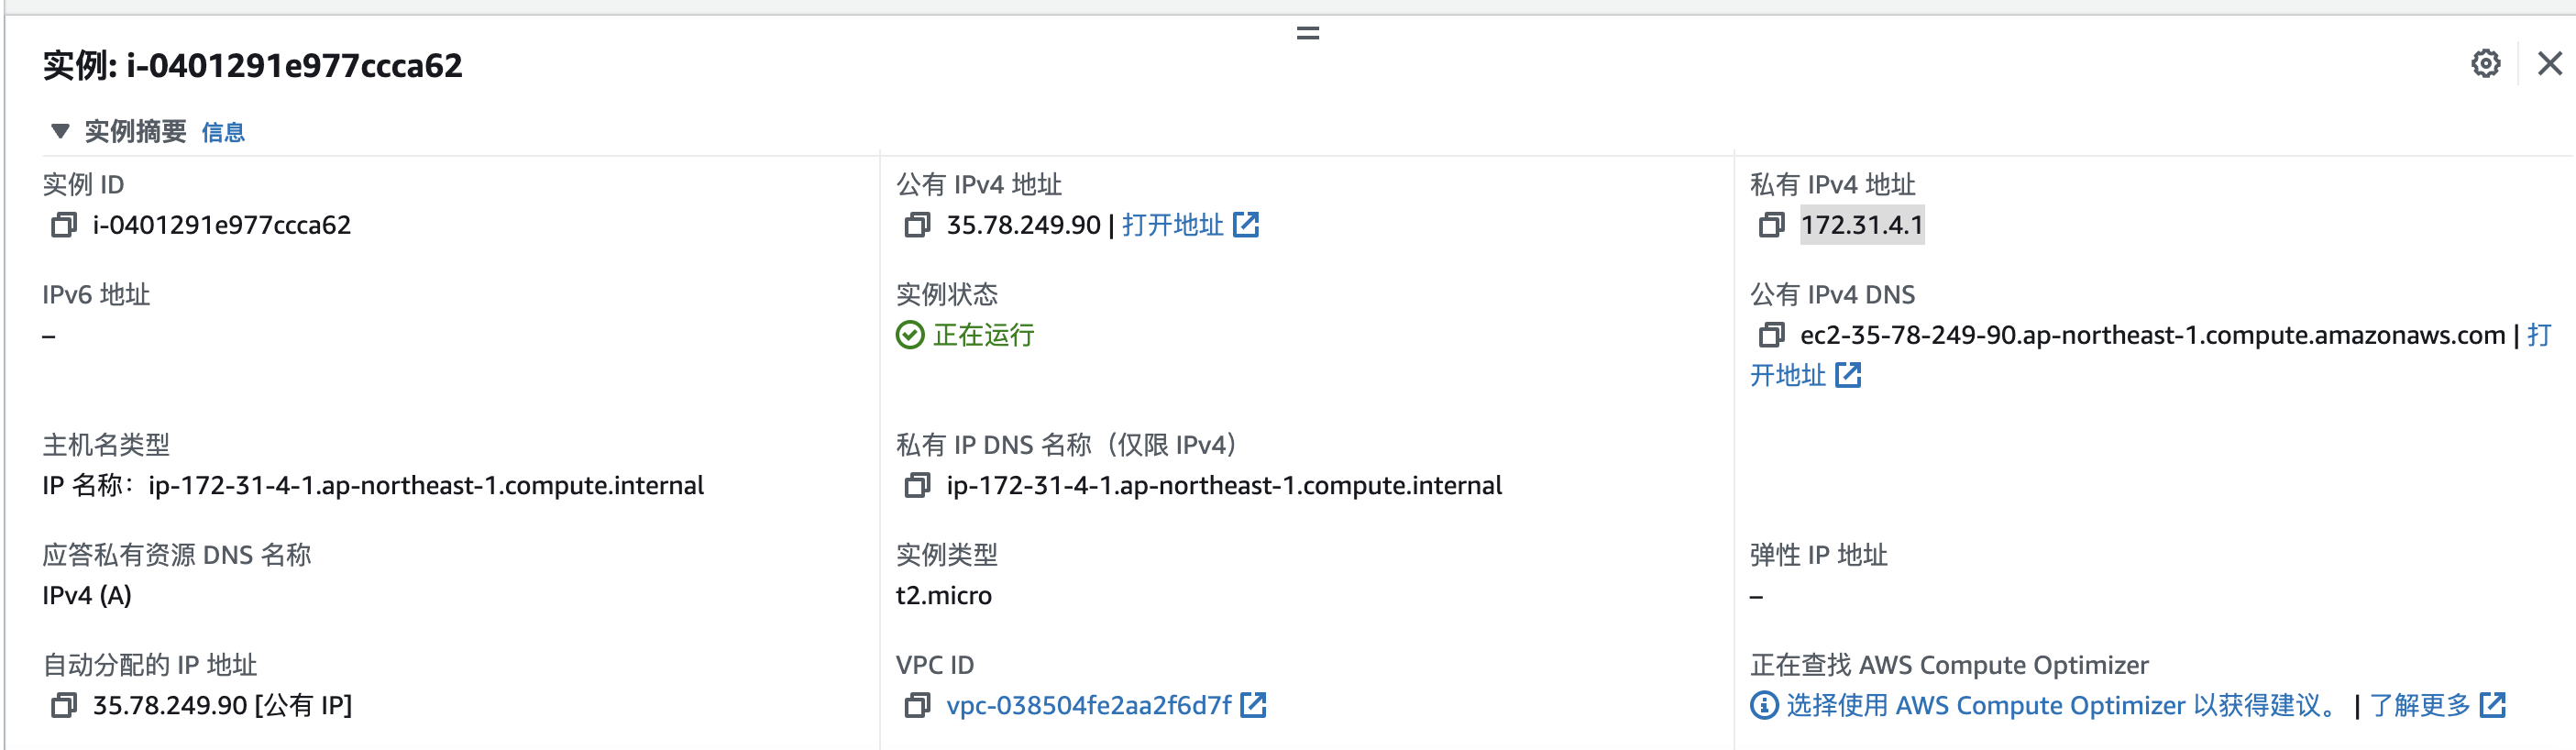 实例: i-0401291e977ccca62
实例摘要 信息
实例 ID
i-0401291e977ccca62
公有 IPv4 地址
35.78.249.90 | 打开地址
私有 IPv4 地址
172.31.4.1
IPv6 地址
–
实例状态
正在运行
公有 IPv4 DNS
ec2-35-78-249-90.ap-northeast-1.compute.amazonaws.com | 打
开地址
主机名类型
IP 名称：ip-172-31-4-1.ap-northeast-1.compute.internal
私有 IP DNS 名称（仅限 IPv4）
ip-172-31-4-1.ap-northeast-1.compute.internal
应答私有资源 DNS 名称
IPv4 (A)
实例类型
t2.micro
弹性 IP 地址
–
自动分配的 IP 地址
35.78.249.90 [公有 IP]
VPC ID
vpc-038504fe2aa2f6d7f
正在查找 AWS Compute Optimizer
选择使用 AWS Compute Optimizer 以获得建议。 | 了解更多